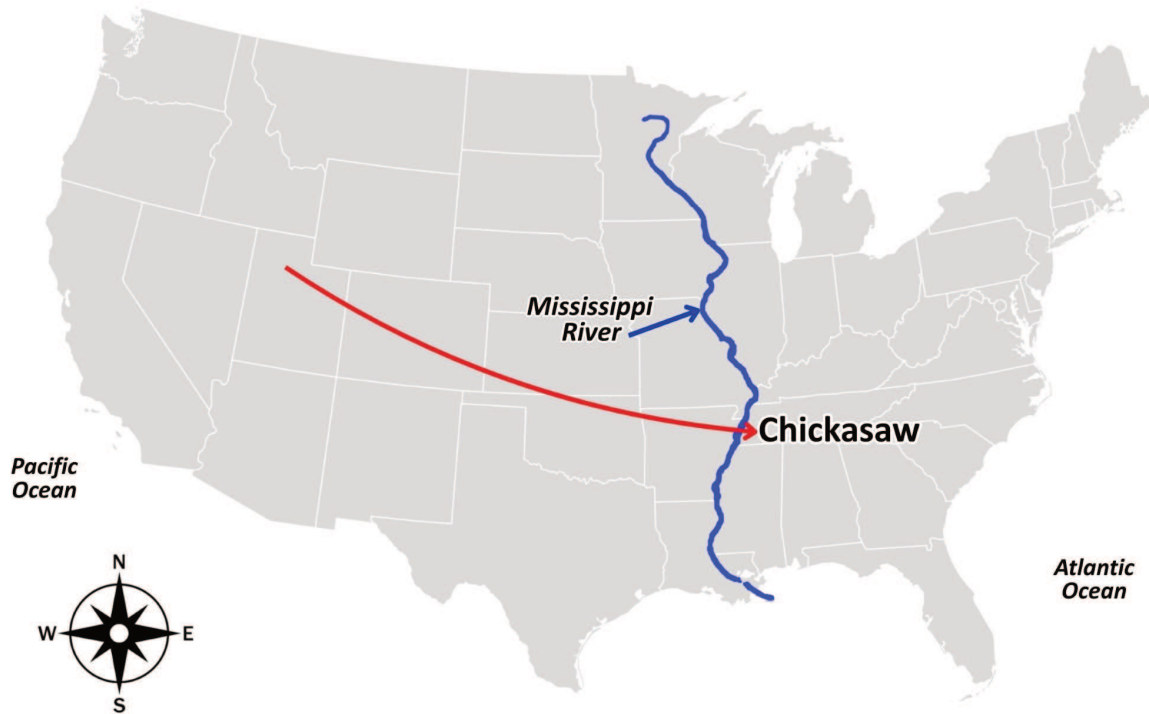 Mississippi
River
Chickasaw
Pacific
Ocean
Atlantic
Ocean
N
W
E
S